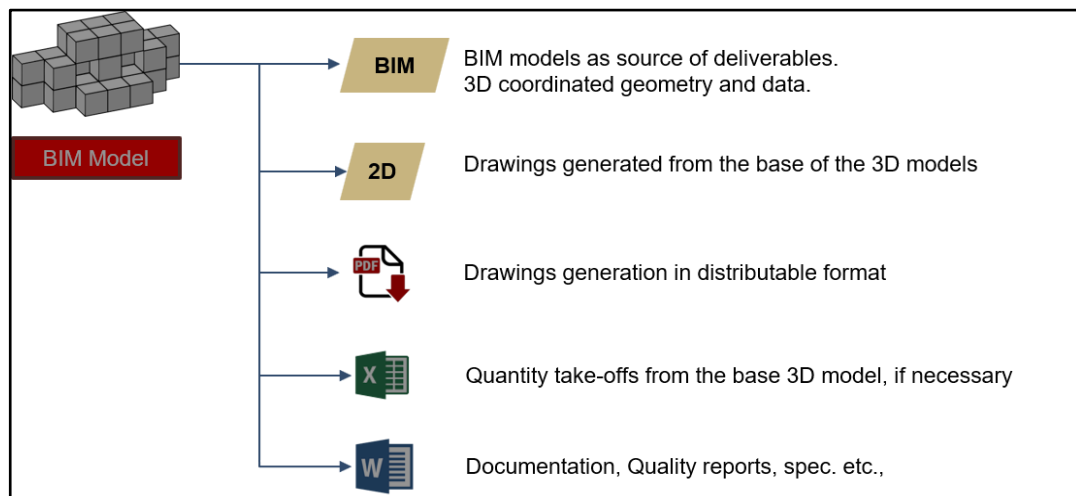 BIM Model
BIM
BIM models as source of deliverables.
3D coordinated geometry and data.
2D
Drawings generated from the base of the 3D models
PDF
Drawings generation in distributable format
X
Quantity take-offs from the base 3D model, if necessary
W
Documentation, Quality reports, spec. etc.,